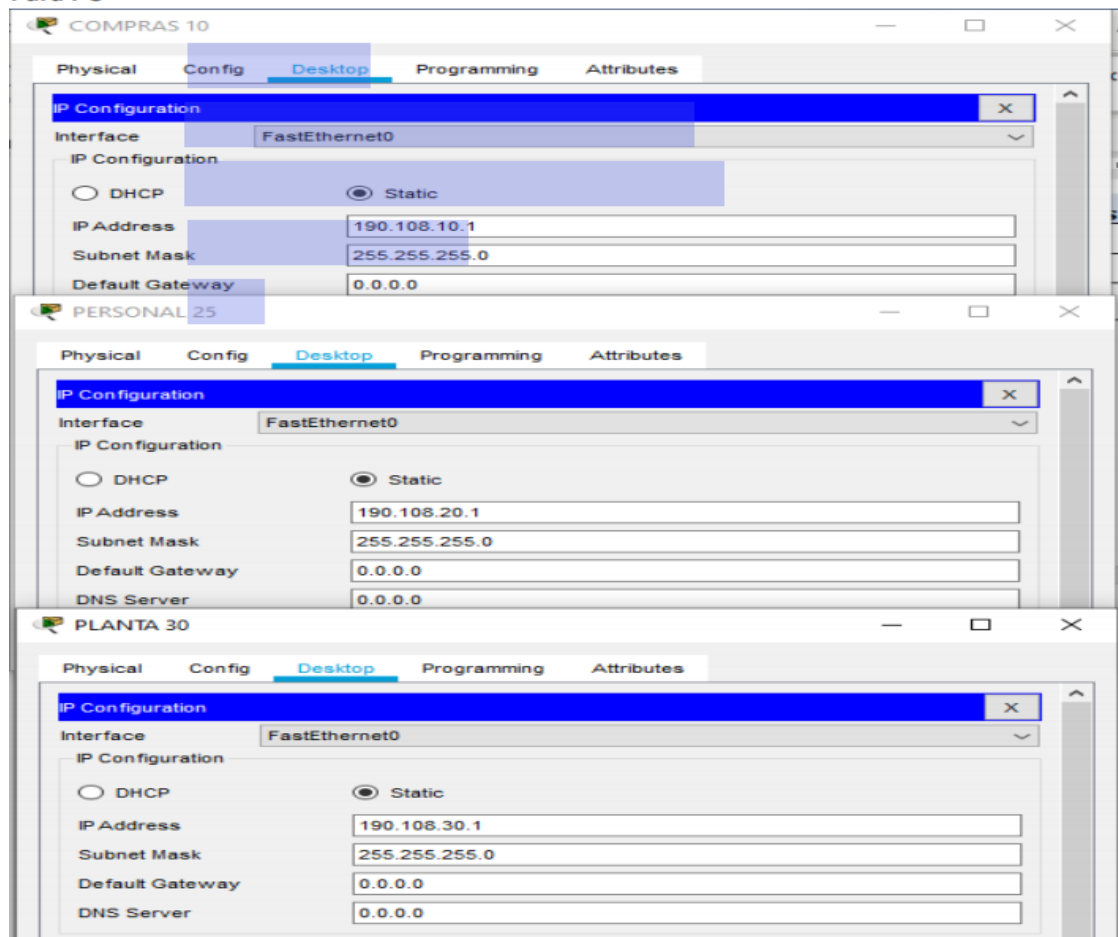 COMPRAS 10
Physical Config Desktop Programming Attributes
IP Configuration X
Interface FastEthernet0
IP Configuration
DHCP Static
IP Address 190.108.10.1
Subnet Mask 255.255.255.0
Default Gateway 0.0.0.0
PERSONAL 25
Physical Config Desktop Programming Attributes
IP Configuration X
Interface FastEthernet0
IP Configuration
DHCP Static
IP Address 190.108.20.1
Subnet Mask 255.255.255.0
Default Gateway 0.0.0.0
DNS Server 0.0.0.0
PLANTA 30
Physical Config Desktop Programming Attributes
IP Configuration X
Interface FastEthernet0
IP Configuration
DHCP Static
IP Address 190.108.30.1
Subnet Mask 255.255.255.0
Default Gateway 0.0.0.0
DNS Server 0.0.0.0